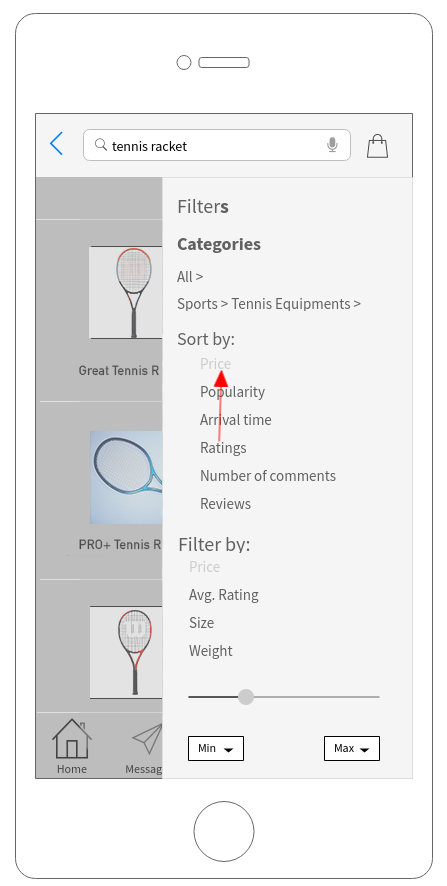 tennis racket
Filters
Categories
All >
Sports > Tennis Equipments >
Sort by:
Price
Popularity
Arrival time
Ratings
Number of comments
Reviews
Filter by:
Price
Avg. Rating
Size
Weight
Min
Max
Great Tennis R
PRO+ Tennis R
Home
Messag